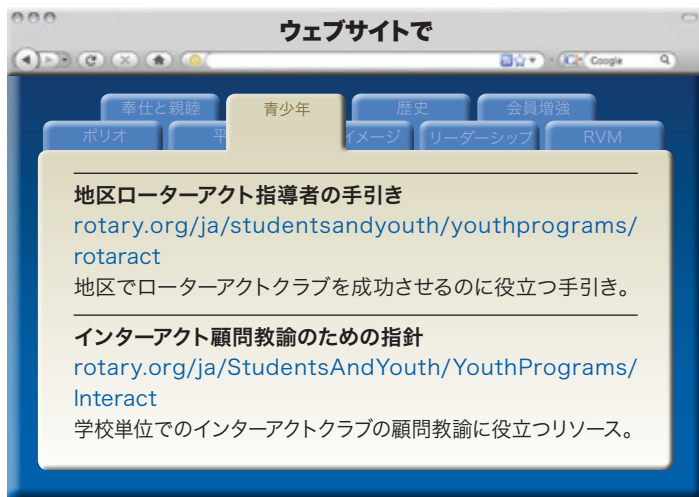 ウェブサイトで
Google
奉仕と親睦
青少年
歴史
会員増強
ポリオ
平
イメージ
リーダーシップ
RVM
地区ローターアクト指導者の手引き
rotary.org/ja/studentsandyouth/youthprograms/
rotaract
地区でローターアクトクラブを成功させるのに役立つ手引き。
インターアクト顧問教諭のための指針
rotary.org/ja/StudentsAndYouth/YouthPrograms/
Interact
学校単位でのインターアクトクラブの顧問教諭に役立つリソース。